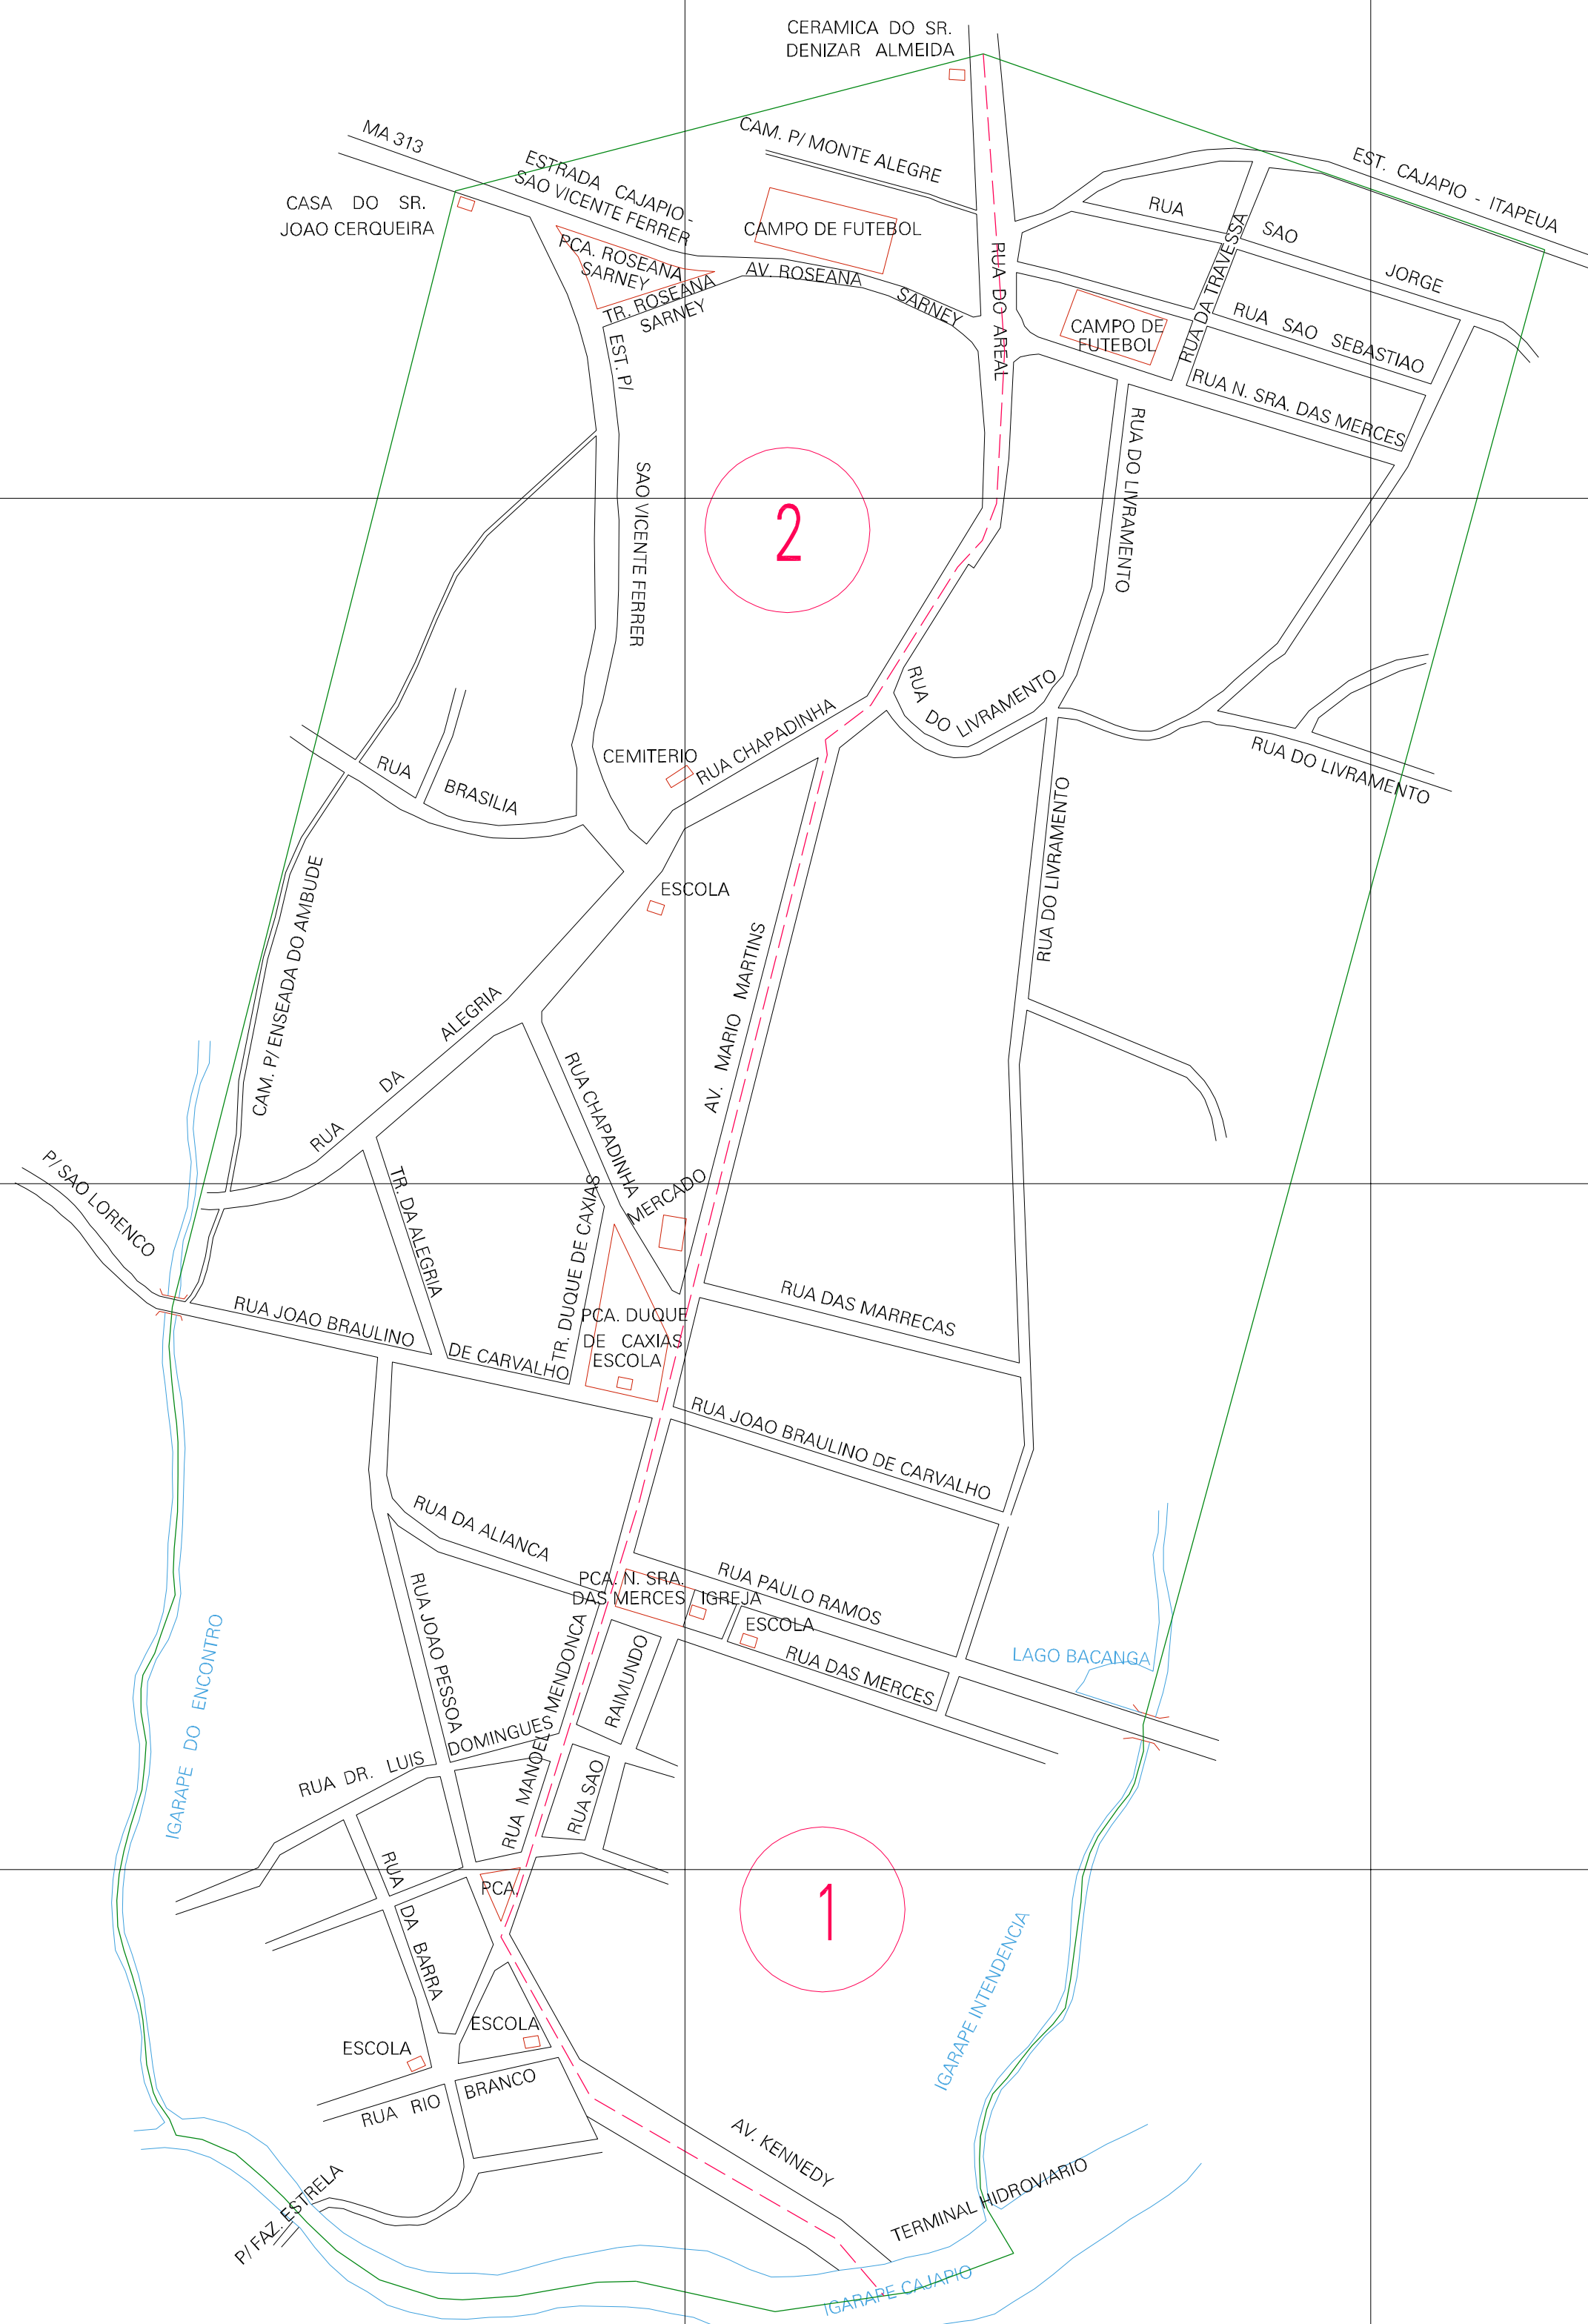 CERAMICA DO SR.
DENIZAR ALMEIDA
MA 313
ESTRADA CAJAPIO -
SAO VICENTE FERRER
CAM. P/ MONTE ALEGRE
EST. CAJAPIO - ITAPEUA
CASA DO SR.
JOAO CERQUEIRA
CAMPO DE FUTEBOL
RUA SAO JORGE
PCA. ROSEANA
SARNEY
AV. ROSEANA SARNEY
TR. ROSEANA
SARNEY
RUA DO AREAL
RUA DA TRAVESSA
CAMPO DE
FUTEBOL
RUA SAO SEBASTIAO
RUA N. SRA. DAS MERCES
EST. P/ SAO VICENTE FERRER
RUA DO LIVRAMENTO
2
RUA DO LIVRAMENTO
RUA DO LIVRAMENTO
RUA CHAPADINHA
CEMITERIO
RUA BRASILIA
RUA DO LIVRAMENTO
ESCOLA
CAM. P/ ENSEADA DO AMBUDE
AV. MARIO MARTINS
RUA DA ALEGRIA
RUA CHAPADINHA
P/ SAO LORENCO
TR. DA ALEGRIA
TR. DUQUE DE CAXIAS
MERCADO
RUA JOAO BRAULINO DE CARVALHO
PCA. DUQUE
DE CAXIAS
ESCOLA
RUA DAS MARRECAS
RUA JOAO BRAULINO DE CARVALHO
RUA DA ALIANCA
PCA. N. SRA.
DAS MERCES
IGREJA
RUA PAULO RAMOS
ESCOLA
RUA DAS MERCES
LAGO BACANGA
RUA JOAO PESSOA
IGARAPE DO ENCONTRO
RUA MANOEL MENDONCA
RUA SAO RAIMUNDO
RUA DR. LUIS DOMINGUES
RUA DA BARRA
PCA.
1
IGARAPE INTENDENCIA
ESCOLA
ESCOLA
RUA RIO BRANCO
AV. KENNEDY
P/ FAZ. ESTRELA
TERMINAL HIDROVIARIO
IGARAPE CAJAPIO